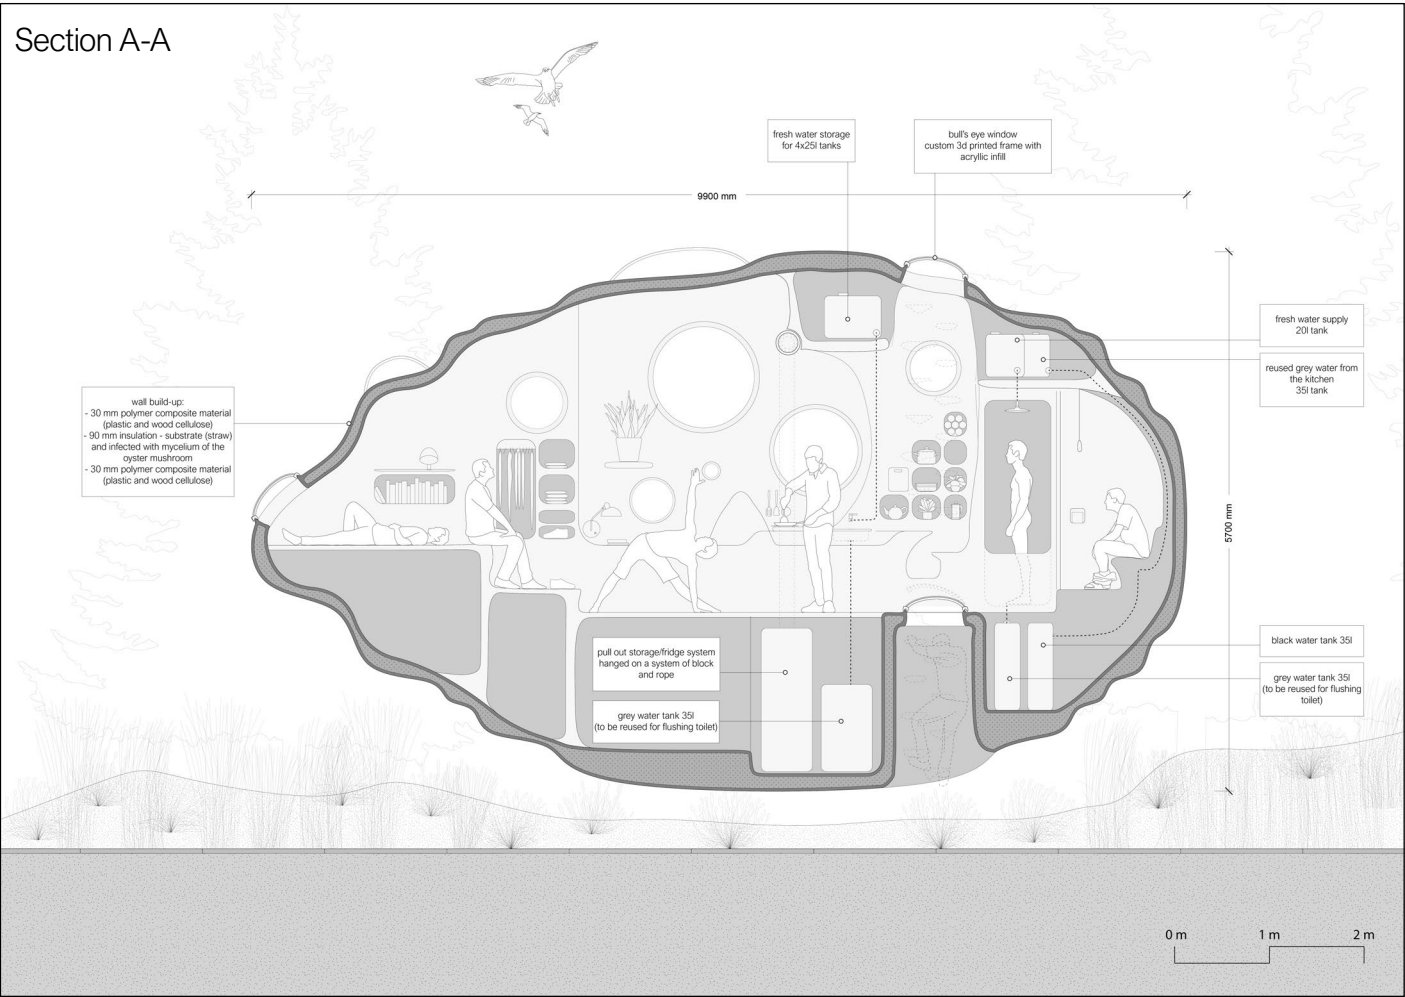 Section A-A
fresh water storage
for 4x25l tanks
bull's eye window
custom 3d printed frame with
acryllic infill
9900 mm
fresh water supply
20l tank
reused grey water from
the kitchen
35l tank
wall build-up:
- 30 mm polymer composite material
(plastic and wood cellulose)
- 90 mm insulation - substrate (straw)
and infected with mycelium of the
oyster mushroom
- 30 mm polymer composite material
(plastic and wood cellulose)
5700 mm
pull out storage/fridge system
hanged on a system of block
and rope
grey water tank 35l
(to be reused for flushing toilet)
black water tank 35l
grey water tank 35l
(to be reused for flushing
toilet)
0 m 1 m 2 m